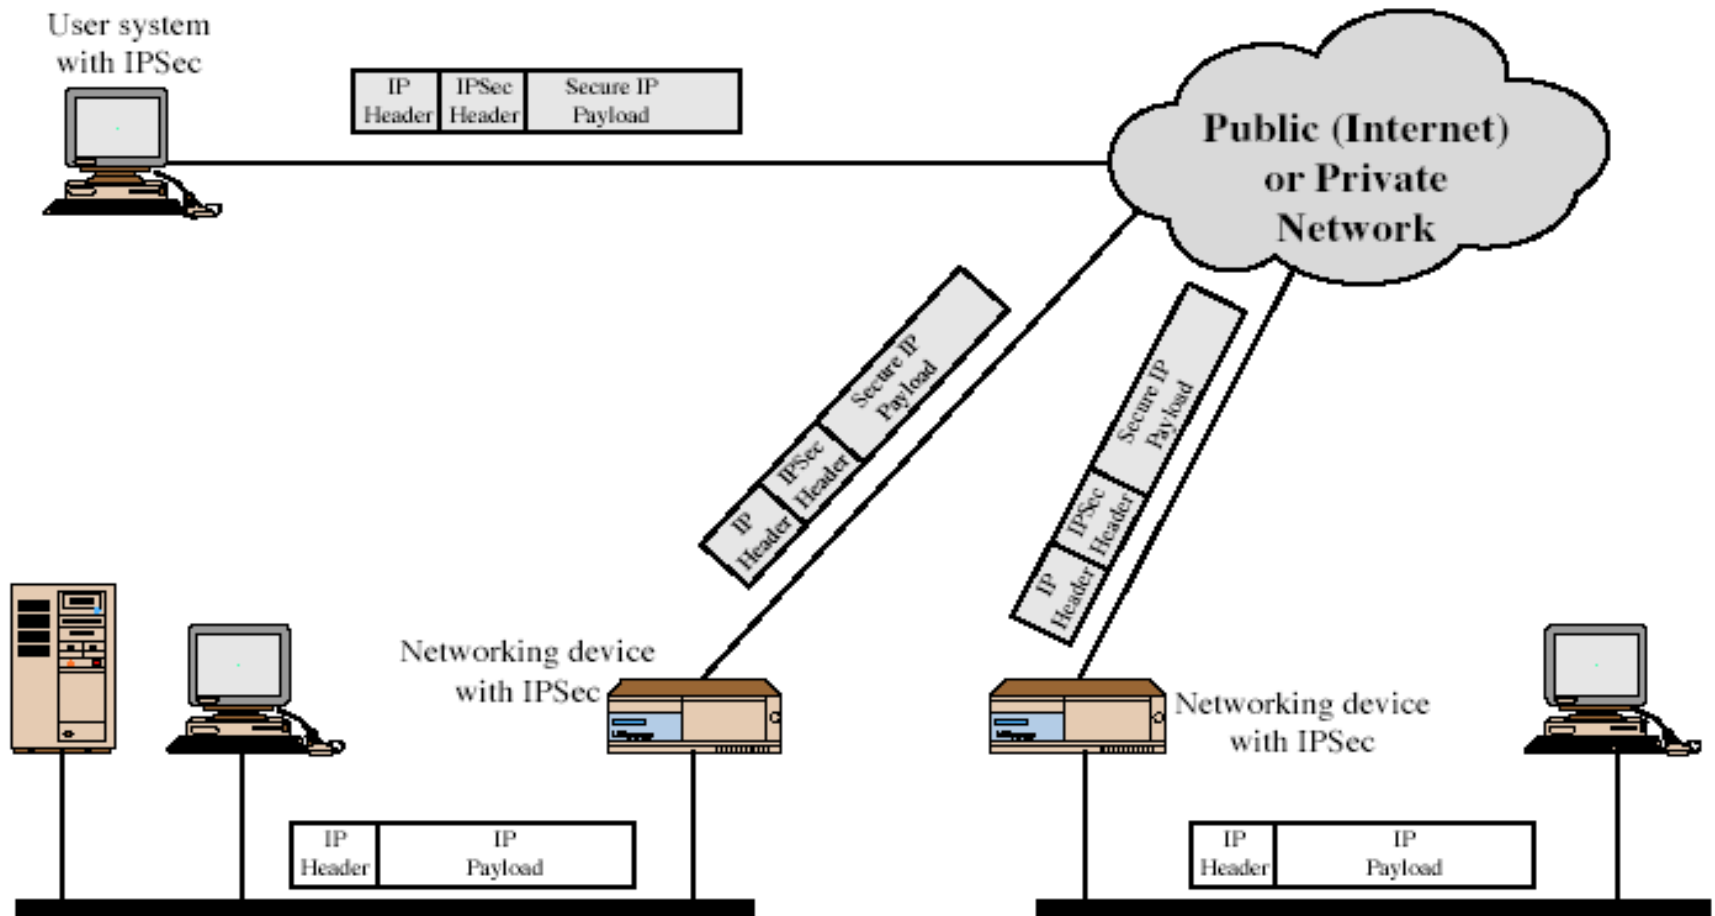 User system
with IPSec
IP
Header
IPSec
Header
Secure IP
Payload
Public (Internet)
or Private
Network
Secure IP
Payload
IPSec
Header
IP
Header
Secure IP
Payload
IPSec
Header
IP
Header
Networking device
with IPSec
Networking device
with IPSec
IP
Header
IP
Payload
IP
Header
IP
Payload